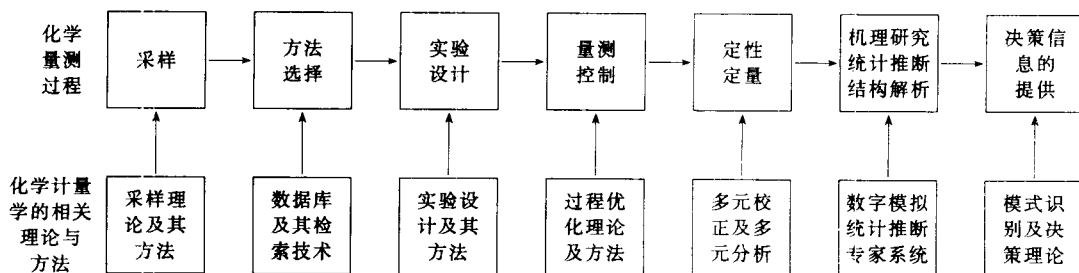 化学
量测
过程
采样
方法
选择
实验
设计
量测
控制
定性
定量
机理研究
统计推断
结构解析
决策信
息的
提供
化学计量
学的相关
理论与
方法
采样理
论及其
方法
数据库
及其检
索技术
实验设
计及其
方法
过程优
化理论
及方法
多元校
正及多
元分析
数字模拟
统计推断
专家系统
模式识
别及决
策理论